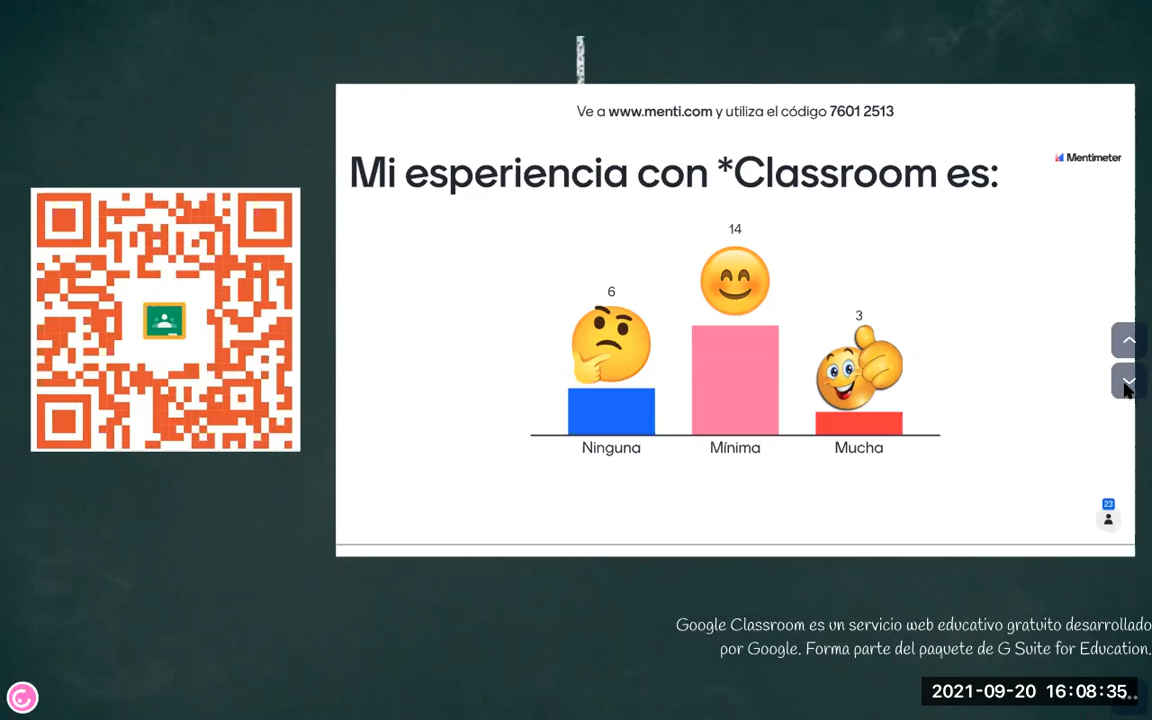 Ve a www.menti.com y utiliza el código 7601 2513
Mentimeter
Mi esperiencia con *Classroom es:
14
6
3
Ninguna
Mínima
Mucha
23
Google Classroom es un servicio web educativo gratuito desarrollado
por Google. Forma parte del paquete de G Suite for Education.
2021-09-20 16:08:35